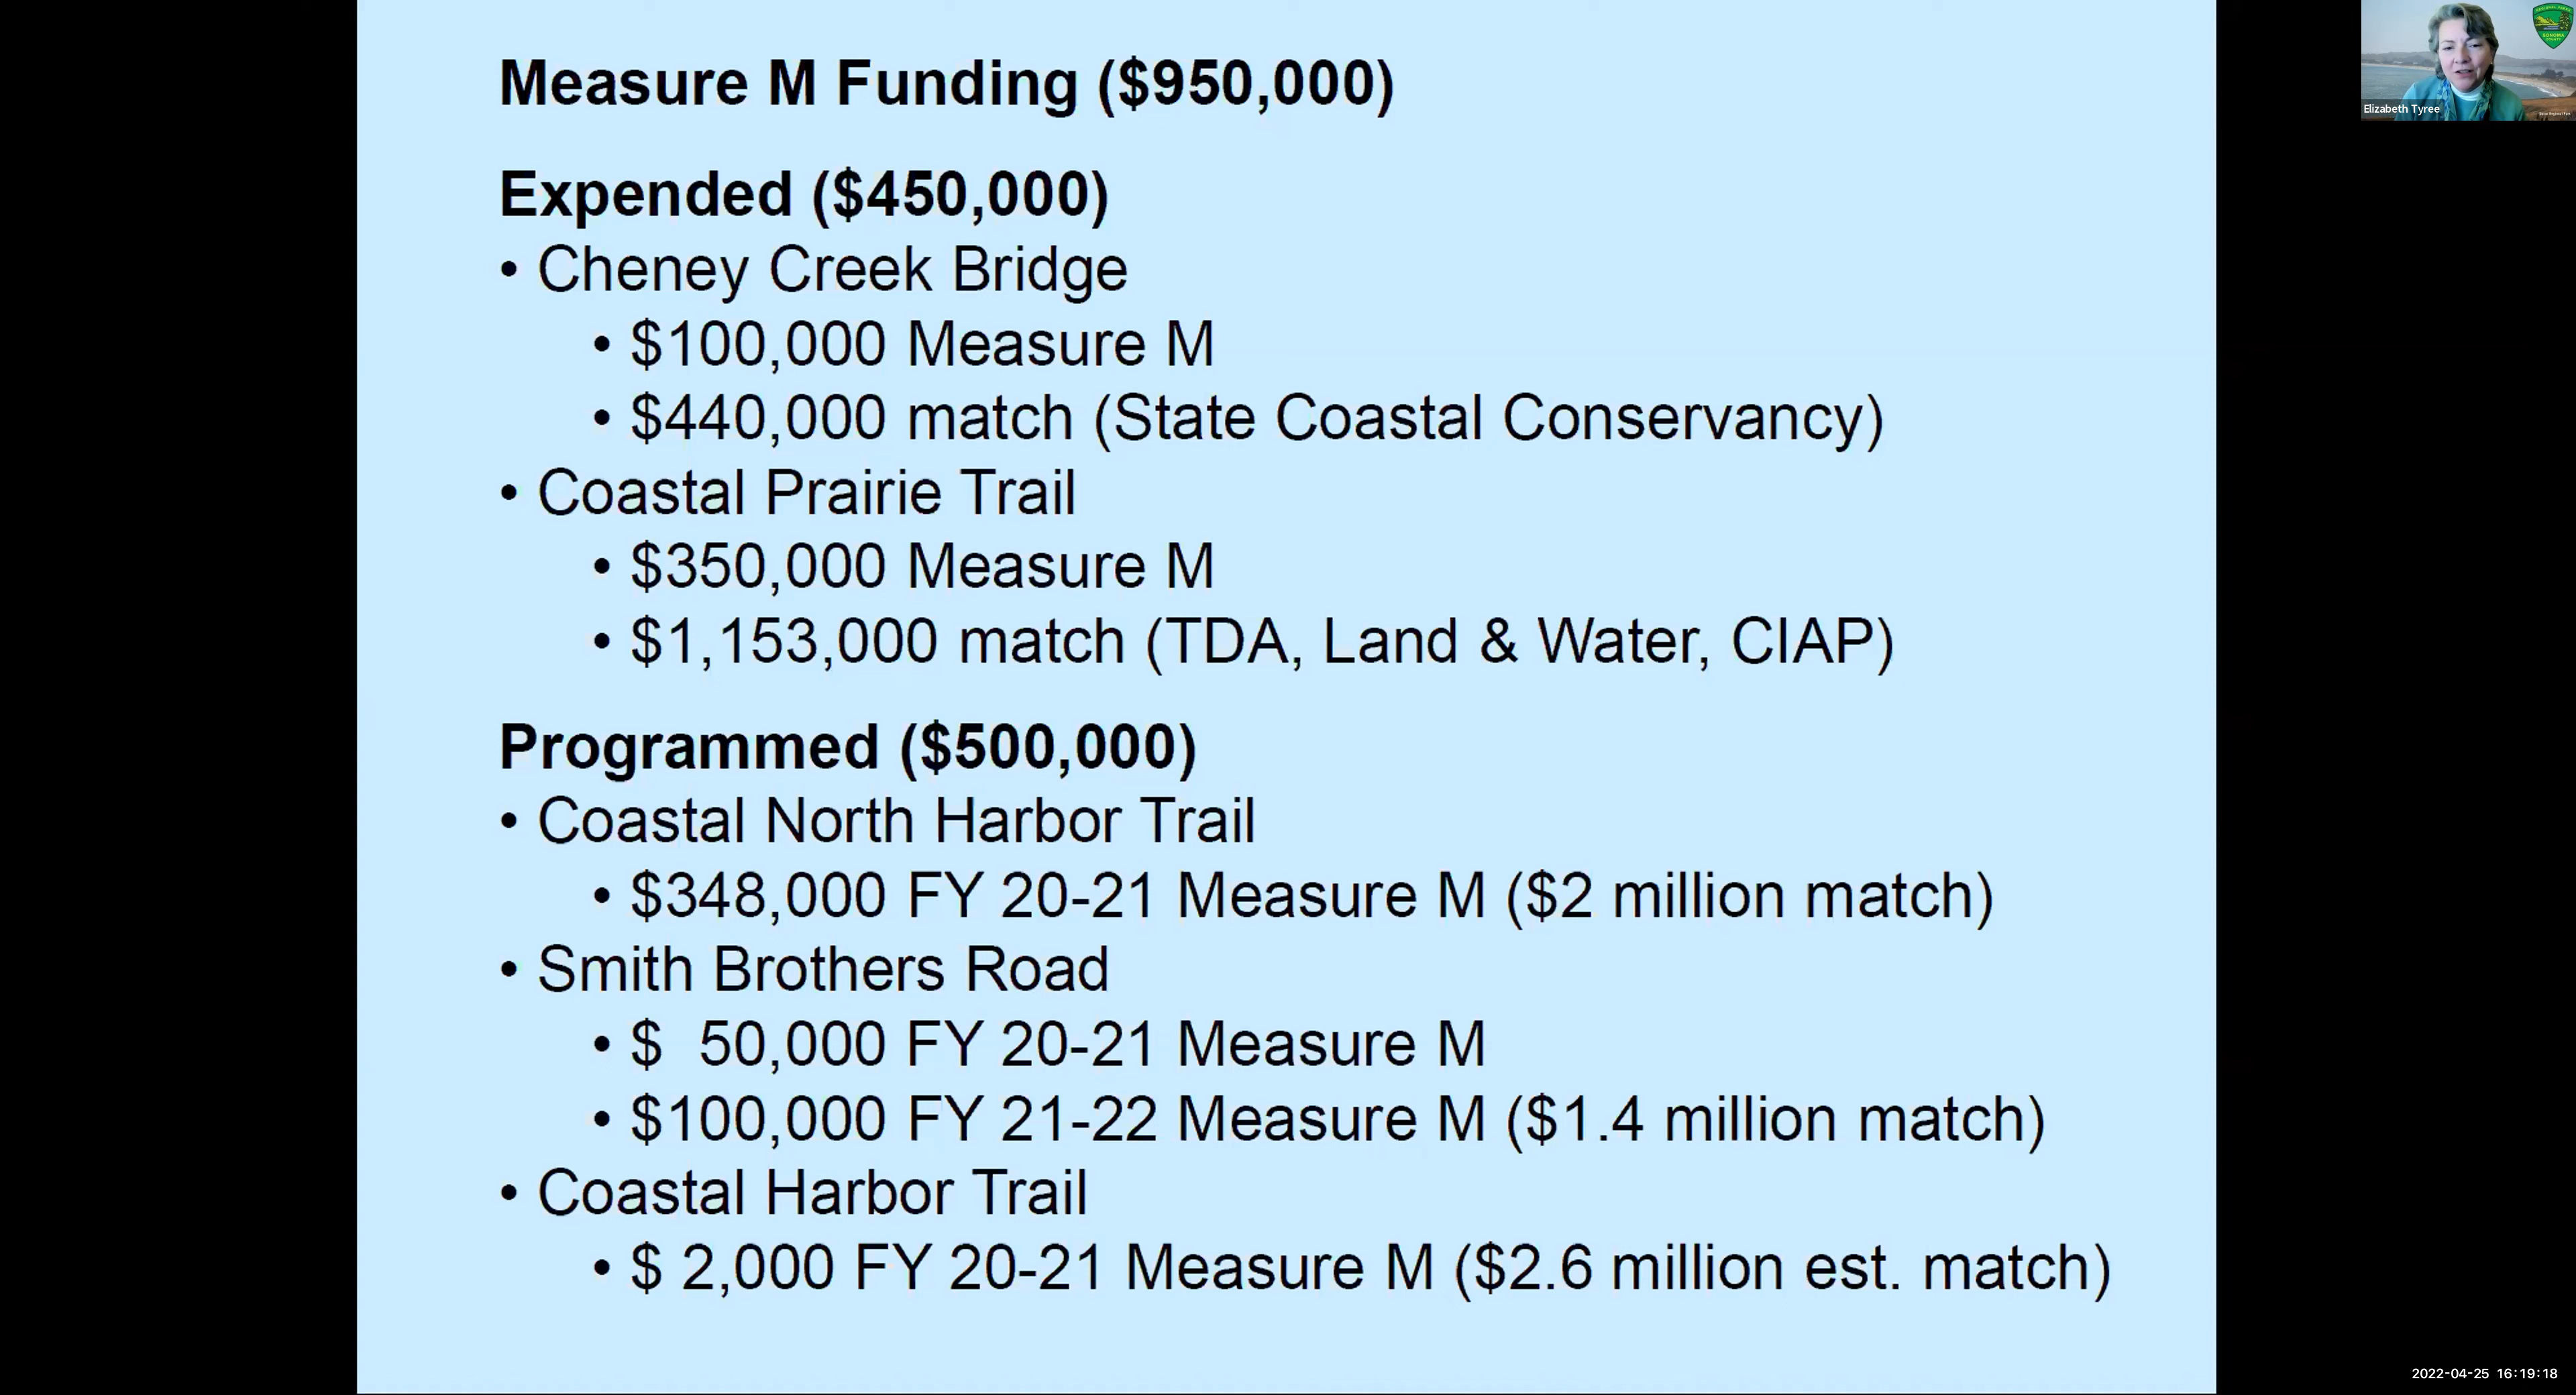 Measure M Funding ($950,000)
Expended ($450,000)
• Cheney Creek Bridge
• $100,000 Measure M
• $440,000 match (State Coastal Conservancy)
• Coastal Prairie Trail
• $350,000 Measure M
• $1,153,000 match (TDA, Land & Water, CIAP)
Programmed ($500,000)
• Coastal North Harbor Trail
• $348,000 FY 20-21 Measure M ($2 million match)
• Smith Brothers Road
• $ 50,000 FY 20-21 Measure M
• $100,000 FY 21-22 Measure M ($1.4 million match)
• Coastal Harbor Trail
• $ 2,000 FY 20-21 Measure M ($2.6 million est. match)
REGIONAL PARKS
SONOMA
COUNTY
Elizabeth Tyree
2022-04-25 16:19:18